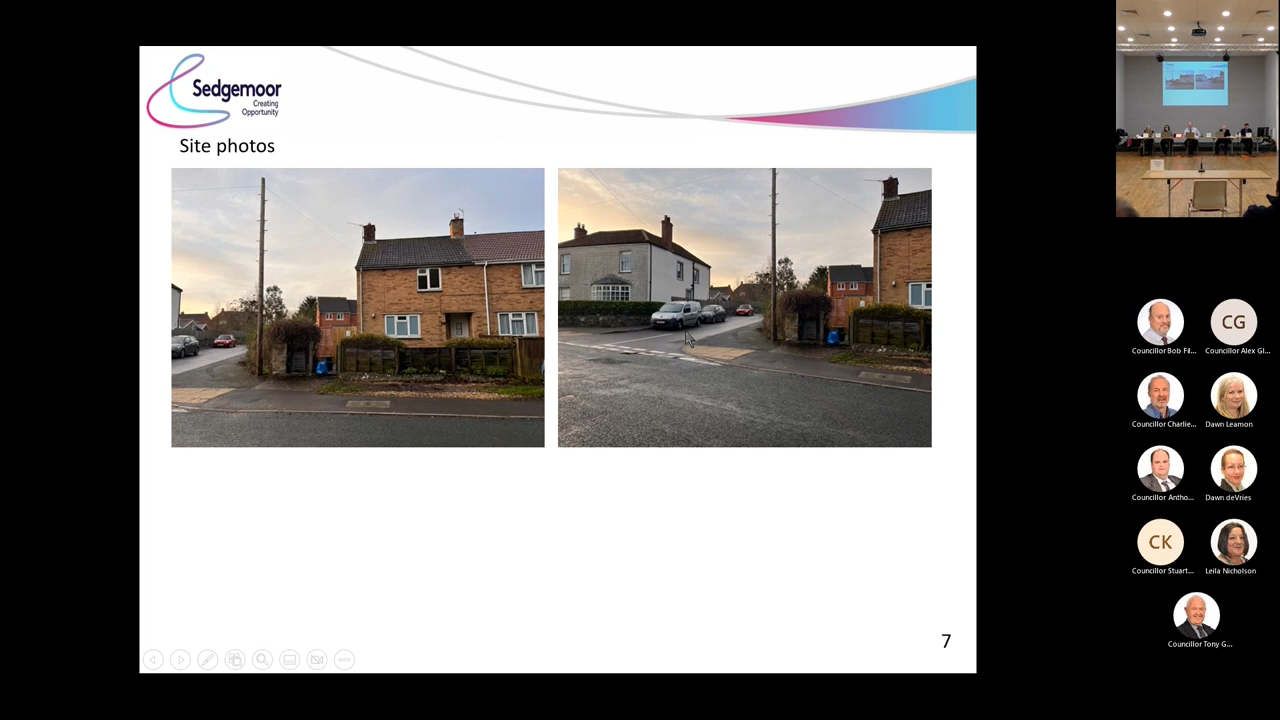 Sedgemoor
Creating
Opportunity
Site photos
7
CG
Councillor Bob Fil...
Councillor Alex Gl...
Councillor Charlie...
Dawn Leamon
Councillor Antho...
Dawn deVries
CK
Councillor Stuart...
Leila Nicholson
Councillor Tony G...